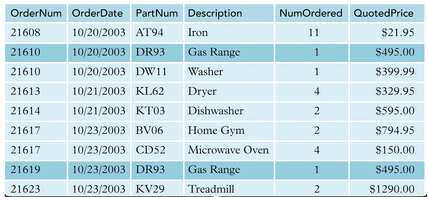 OrderNum OrderDate PartNum Description NumOrdered QuotedPrice
21608 10/20/2003 AT94 Iron 11 $21.95
21610 10/20/2003 DR93 Gas Range 1 $495.00
21610 10/20/2003 DW11 Washer 1 $399.99
21613 10/21/2003 KL62 Dryer 4 $329.95
21614 10/21/2003 KT03 Dishwasher 2 $595.00
21617 10/23/2003 BV06 Home Gym 2 $794.95
21617 10/23/2003 CD52 Microwave Oven 4 $150.00
21619 10/23/2003 DR93 Gas Range 1 $495.00
21623 10/23/2003 KV29 Treadmill 2 $1290.00